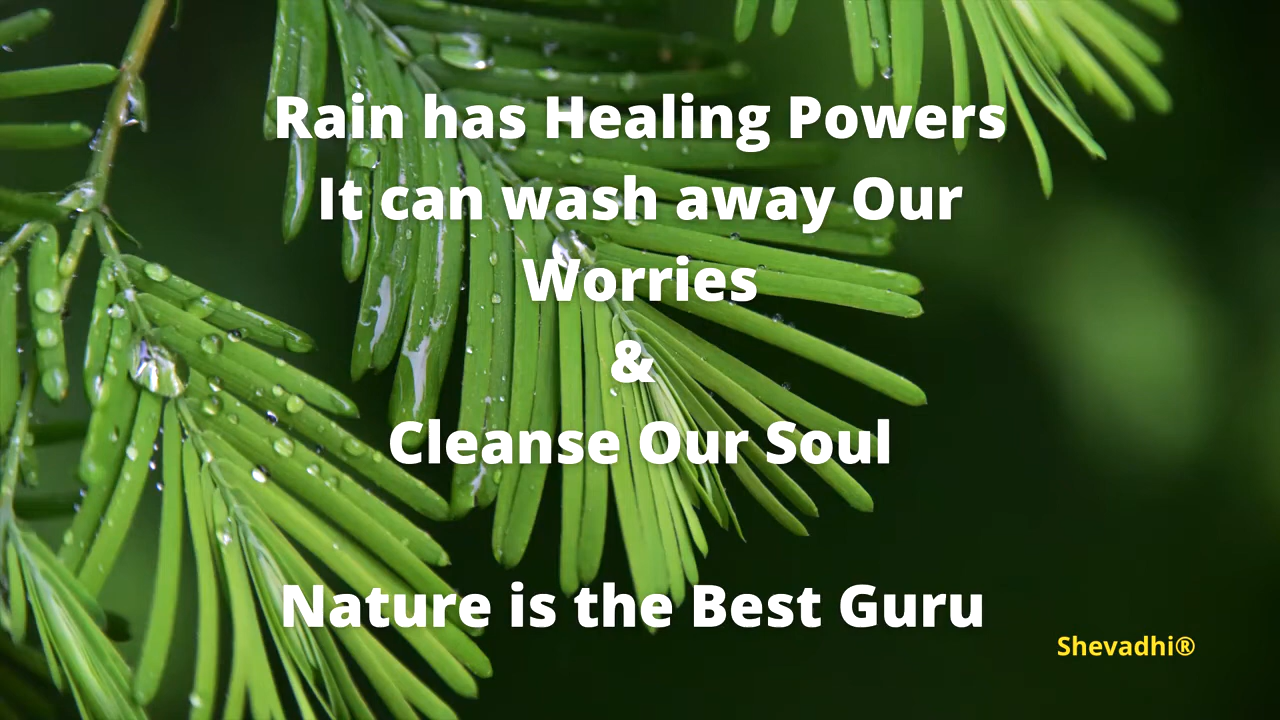 Rain has Healing Powers
It can wash away Our
Worries
&
Cleanse Our Soul
Nature is the Best Guru
Shevadhi®